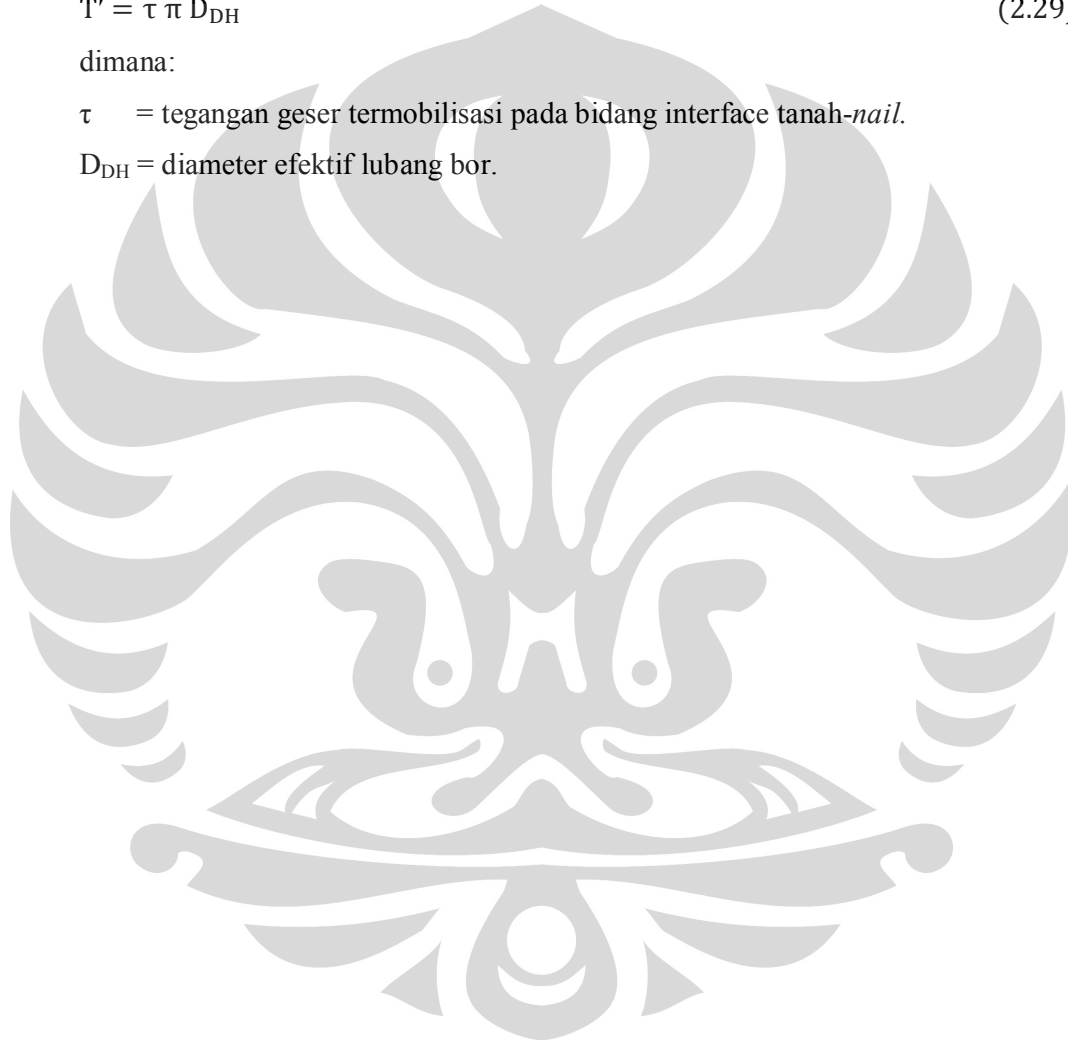 T′ = τ π D_DH (2.29)
dimana:
τ = tegangan geser termobilisasi pada bidang interface tanah-nail.
D_DH = diameter efektif lubang bor.